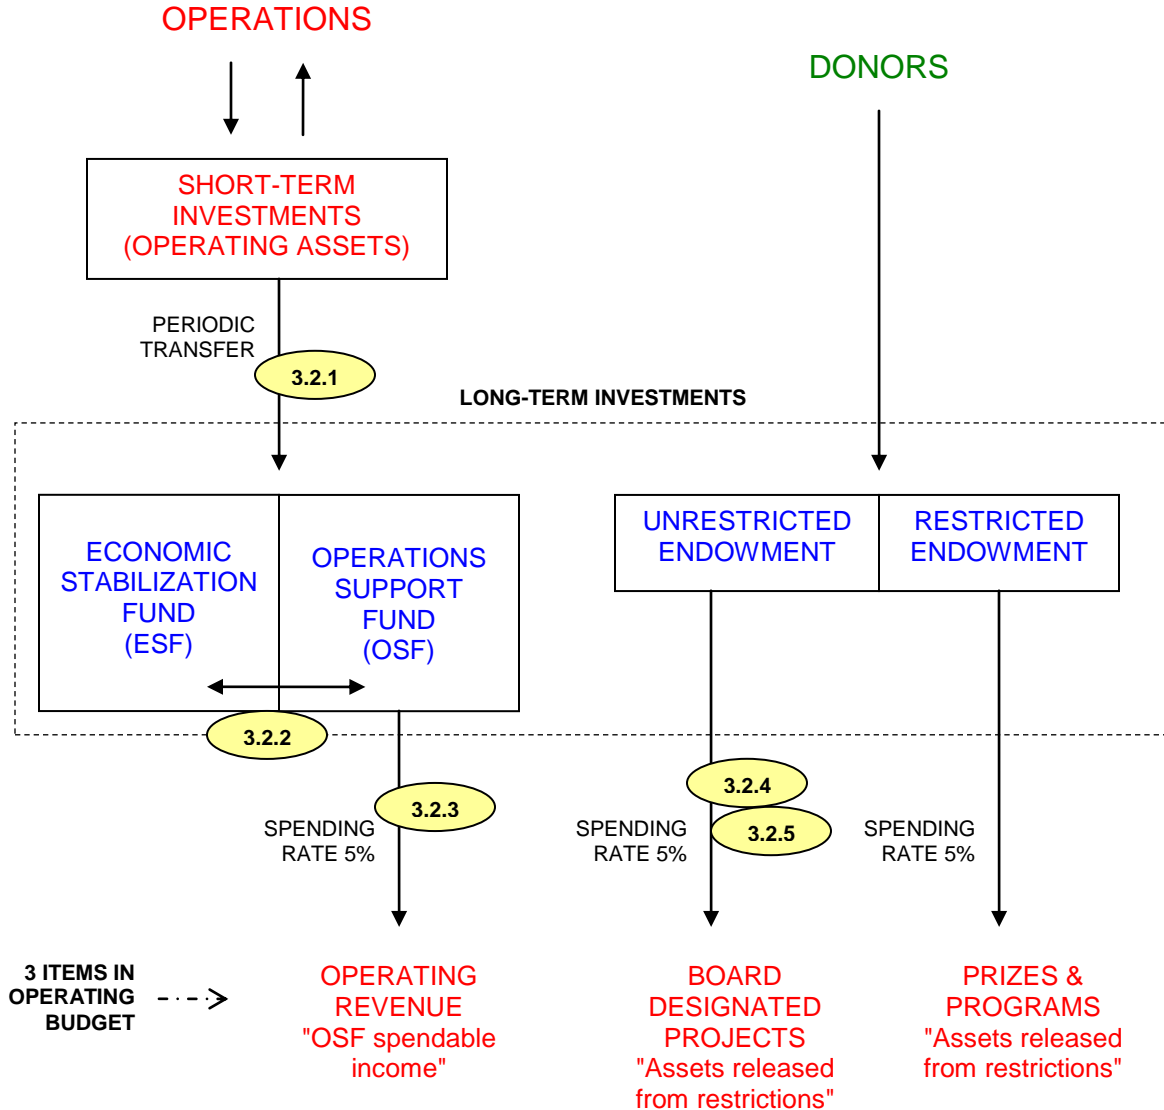 OPERATIONS
DONORS
SHORT-TERM
INVESTMENTS
(OPERATING ASSETS)
PERIODIC
TRANSFER
3.2.1
LONG-TERM INVESTMENTS
ECONOMIC
STABILIZATION
FUND
(ESF)
OPERATIONS
SUPPORT
FUND
(OSF)
UNRESTRICTED
ENDOWMENT
RESTRICTED
ENDOWMENT
3.2.2
3.2.3
SPENDING
RATE 5%
3.2.4
3.2.5
SPENDING
RATE 5%
SPENDING
RATE 5%
3 ITEMS IN
OPERATING
BUDGET
OPERATING
REVENUE
"OSF spendable
income"
BOARD
DESIGNATED
PROJECTS
"Assets released
from restrictions"
PRIZES &
PROGRAMS
"Assets released
from restrictions"